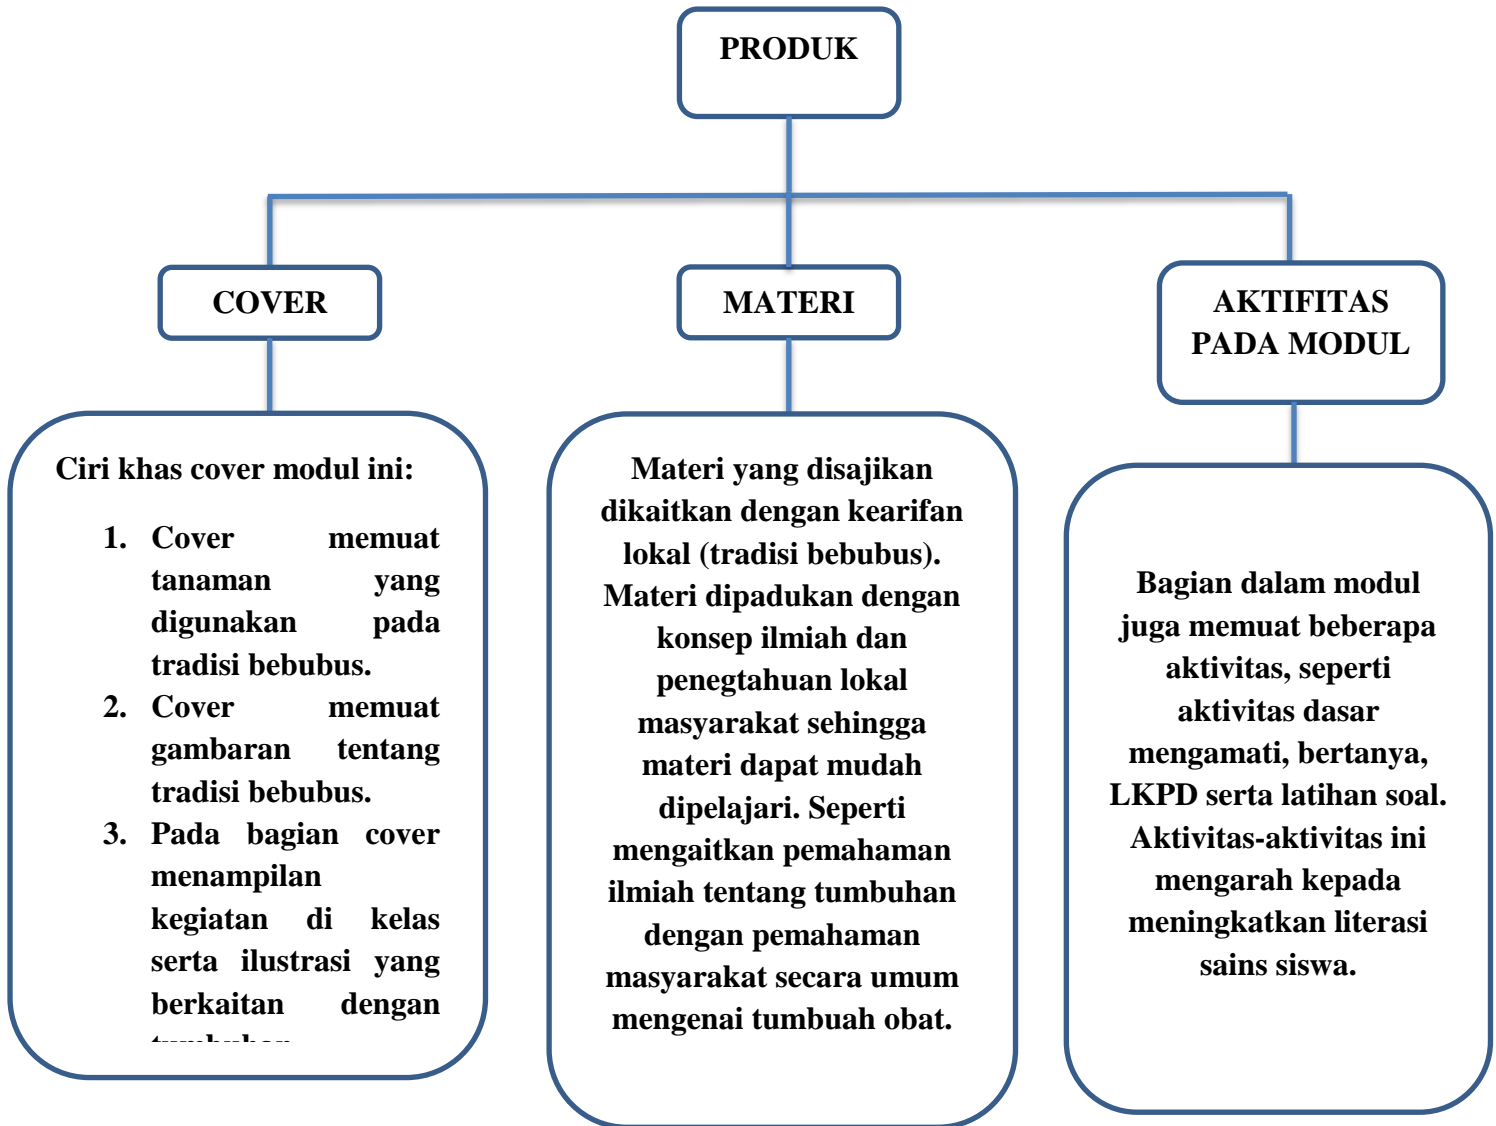 PRODUK
COVER
MATERI
AKTIFITAS
PADA MODUL
Ciri khas cover modul ini:
1. Cover memuat
tanaman yang
digunakan pada
tradisi bebubus.
2. Cover memuat
gambaran tentang
tradisi bebubus.
3. Pada bagian cover
menampilan
kegiatan di kelas
serta ilustrasi yang
berkaitan dengan
Materi yang disajikan
dikaitkan dengan kearifan
lokal (tradisi bebubus).
Materi dipadukan dengan
konsep ilmiah dan
penegtahuan lokal
masyarakat sehingga
materi dapat mudah
dipelajari. Seperti
mengaitkan pemahaman
ilmiah tentang tumbuhan
dengan pemahaman
masyarakat secara umum
mengenai tumbuah obat.
Bagian dalam modul
juga memuat beberapa
aktivitas, seperti
aktivitas dasar
mengamati, bertanya,
LKPD serta latihan soal.
Aktivitas-aktivitas ini
mengarah kepada
meningkatkan literasi
sains siswa.